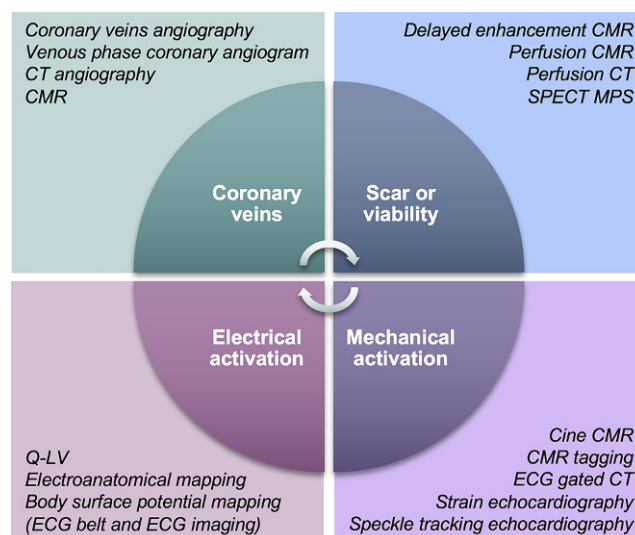 Coronary veins angiography
Venous phase coronary angiogram
CT angiography
CMR
Delayed enhancement CMR
Perfusion CMR
Perfusion CT
SPECT MPS
Coronary
veins
Scar or
viability
Electrical
activation
Mechanical
activation
Q-LV
Electroanatomical mapping
Body surface potential mapping
(ECG belt and ECG imaging)
Cine CMR
CMR tagging
ECG gated CT
Strain echocardiography
Speckle tracking echocardiography